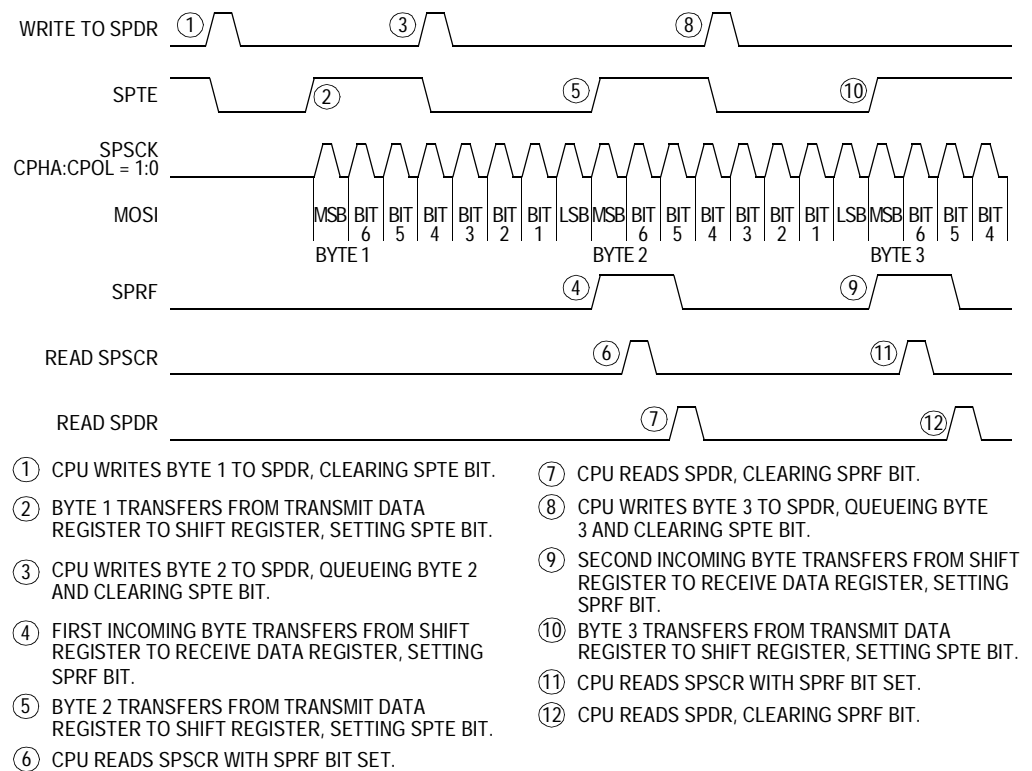 WRITE TO SPDR 1 3 8
SPTE 2 5 10
SPSCK
CPHA:CPOL = 1:0
MOSI MSB BIT 6 BIT 5 BIT 4 BIT 3 BIT 2 BIT 1 LSB MSB BIT 6 BIT 5 BIT 4 BIT 3 BIT 2 BIT 1 LSB MSB BIT 6 BIT 5 BIT 4
BYTE 1 BYTE 2 BYTE 3
SPRF 4 9
READ SPSCR 6 11
READ SPDR 7 12
1 CPU WRITES BYTE 1 TO SPDR, CLEARING SPTE BIT.
2 BYTE 1 TRANSFERS FROM TRANSMIT DATA
REGISTER TO SHIFT REGISTER, SETTING SPTE BIT.
3 CPU WRITES BYTE 2 TO SPDR, QUEUEING BYTE 2
AND CLEARING SPTE BIT.
4 FIRST INCOMING BYTE TRANSFERS FROM SHIFT
REGISTER TO RECEIVE DATA REGISTER, SETTING
SPRF BIT.
5 BYTE 2 TRANSFERS FROM TRANSMIT DATA
REGISTER TO SHIFT REGISTER, SETTING SPTE BIT.
6 CPU READS SPSCR WITH SPRF BIT SET.
7 CPU READS SPDR, CLEARING SPRF BIT.
8 CPU WRITES BYTE 3 TO SPDR, QUEUEING BYTE
3 AND CLEARING SPTE BIT.
9 SECOND INCOMING BYTE TRANSFERS FROM SHIFT
REGISTER TO RECEIVE DATA REGISTER, SETTING
SPRF BIT.
10 BYTE 3 TRANSFERS FROM TRANSMIT DATA
REGISTER TO SHIFT REGISTER, SETTING SPTE BIT.
11 CPU READS SPSCR WITH SPRF BIT SET.
12 CPU READS SPDR, CLEARING SPRF BIT.